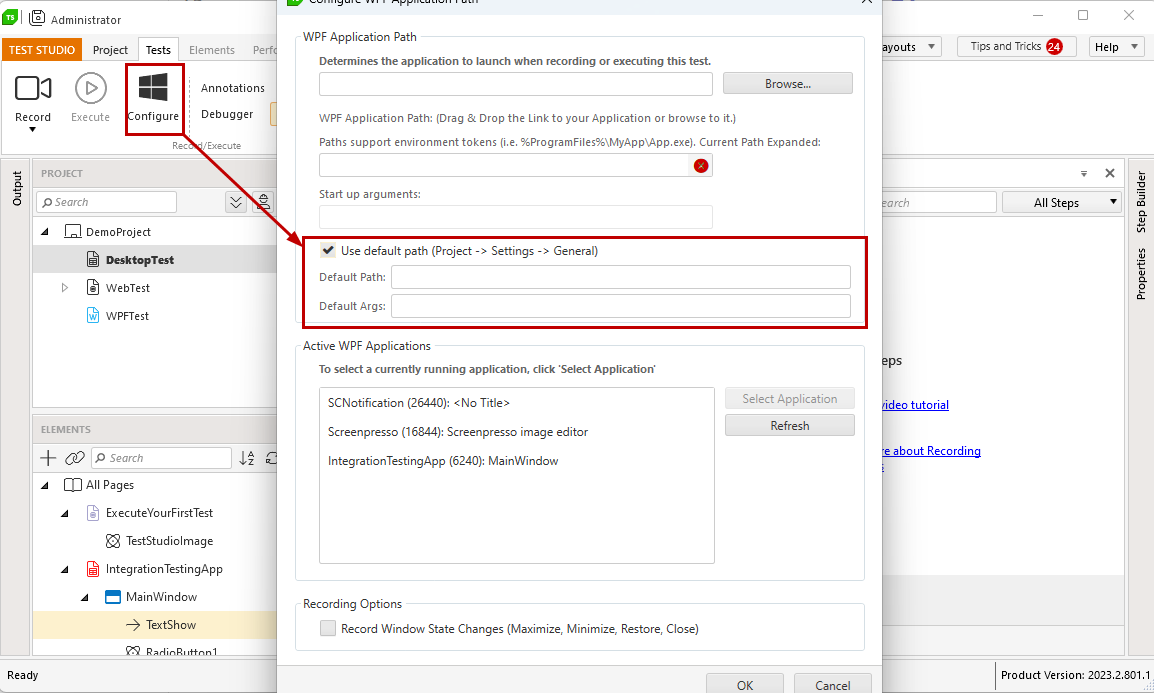 Configure WPF Application Path
TS
Administrator
TEST STUDIO
Project
Tests
Elements
Perfo
Layouts
Tips and Tricks 24
Help
Record
Execute
Configure
Annotations
Debugger
Record/Execute
Output
PROJECT
Search
DemoProject
DesktopTest
WebTest
WPFTest
ELEMENTS
Search
All Pages
ExecuteYourFirstTest
TestStudioImage
IntegrationTestingApp
MainWindow
TextShow
RadioButton1
WPF Application Path
Determines the application to launch when recording or executing this test.
Browse...
WPF Application Path: (Drag & Drop the Link to your Application or browse to it.)
Paths support environment tokens (i.e. %ProgramFiles%\MyApp\App.exe). Current Path Expanded:
Start up arguments:
Use default path (Project -> Settings -> General)
Default Path:
Default Args:
Active WPF Applications
To select a currently running application, click 'Select Application'
SCNotification (26440): <No Title>
Screenpresso (16844): Screenpresso image editor
IntegrationTestingApp (6240): MainWindow
Select Application
Refresh
Recording Options
Record Window State Changes (Maximize, Minimize, Restore, Close)
OK
Cancel
earch
All Steps
Step Builder
Properties
eps
video tutorial
re about Recording
s
Ready
Product Version: 2023.2.801.1